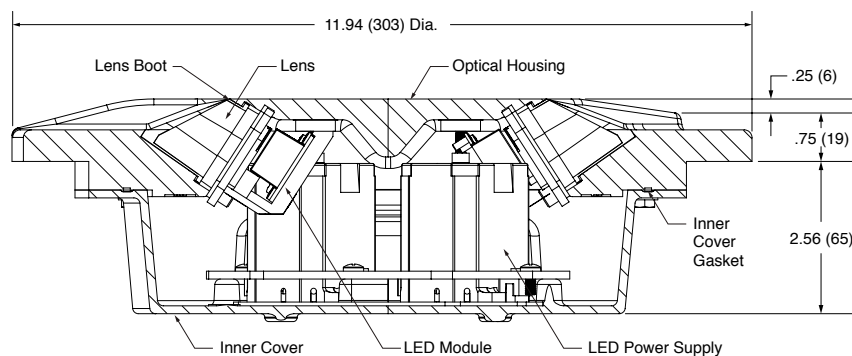 11.94 (303) Dia.
Lens Boot
Lens
Optical Housing
.25 (6)
.75 (19)
Inner
Cover
Gasket
2.56 (65)
Inner Cover
LED Module
LED Power Supply